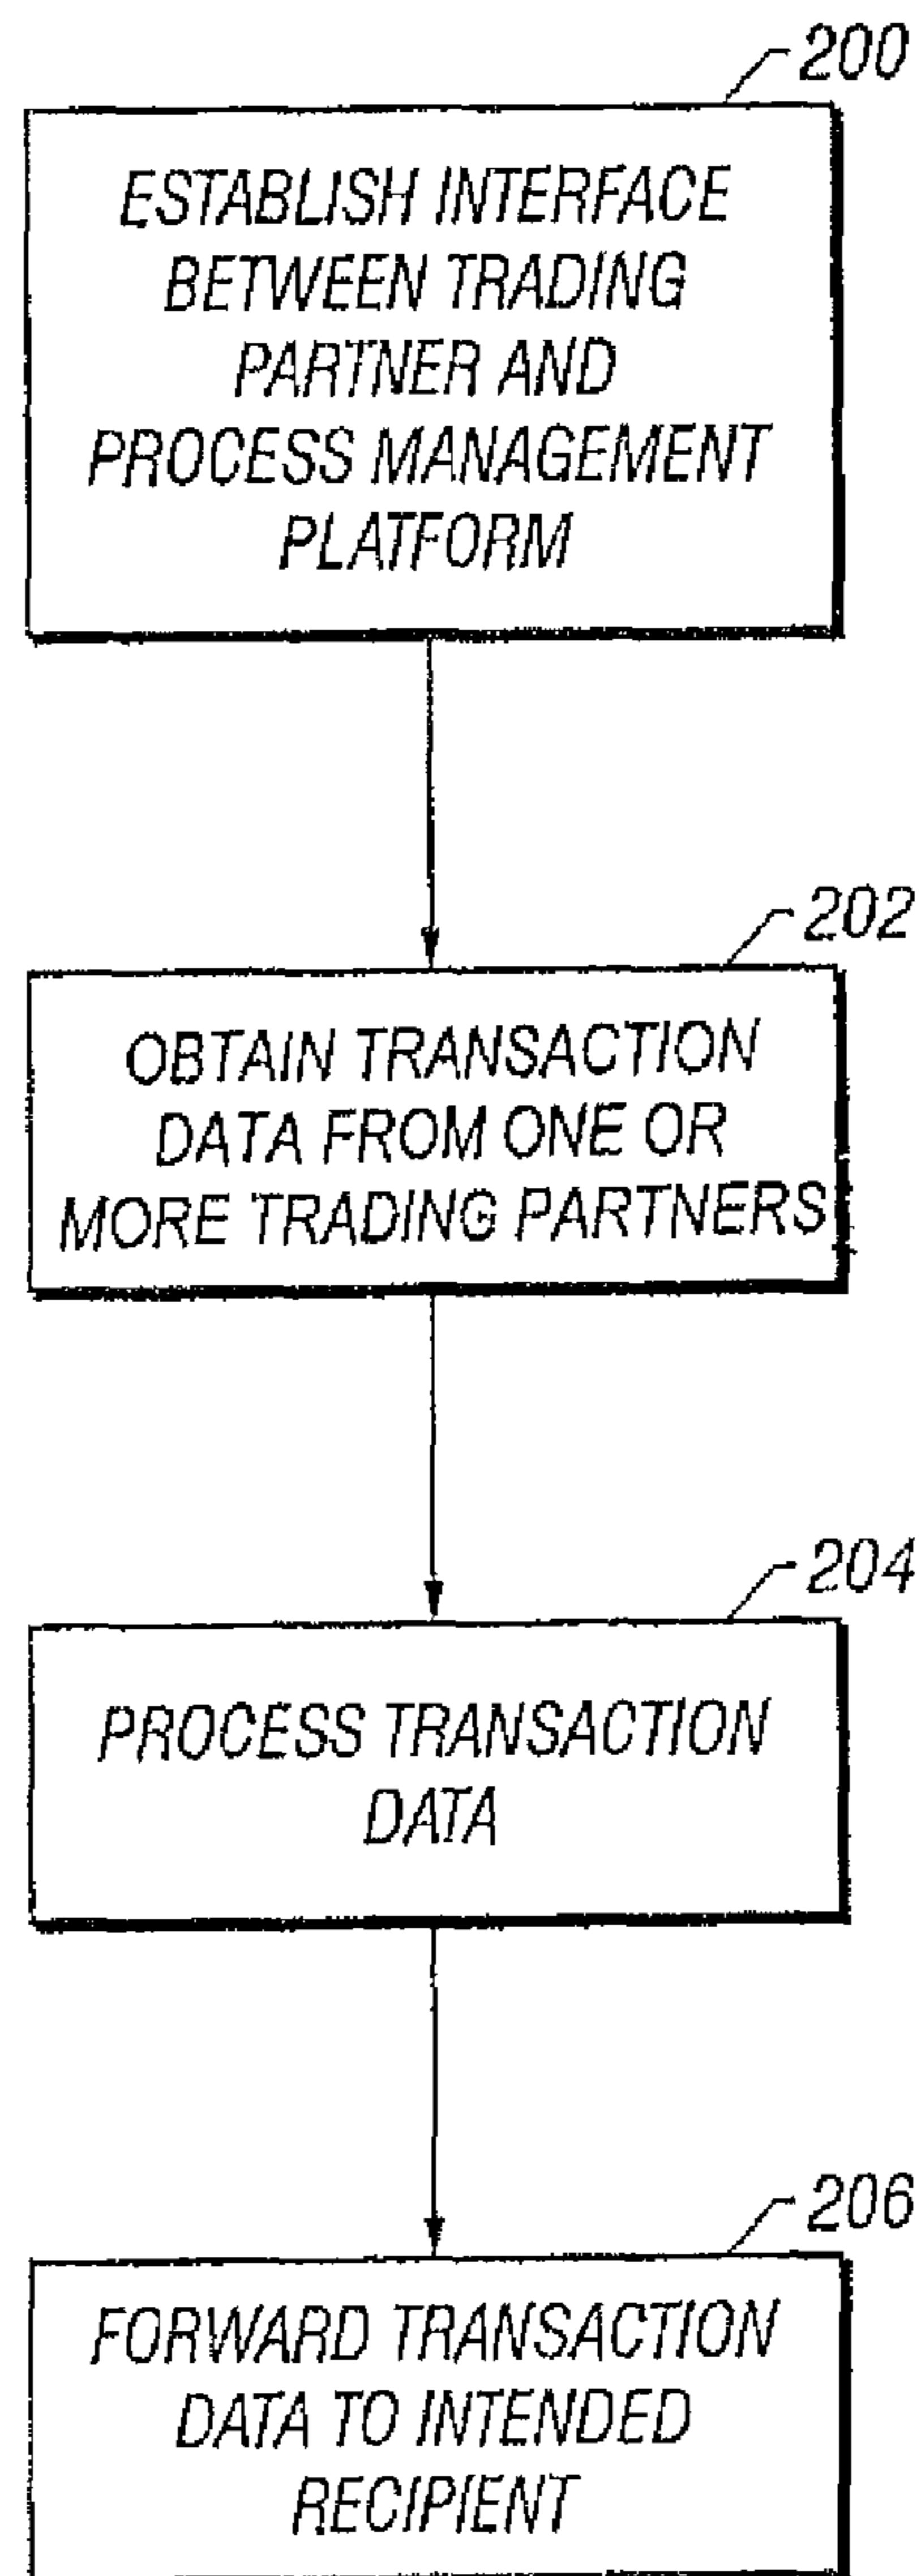 200
ESTABLISH INTERFACE
BETWEEN TRADING
PARTNER AND
PROCESS MANAGEMENT
PLATFORM
202
OBTAIN TRANSACTION
DATA FROM ONE OR
MORE TRADING PARTNERS
204
PROCESS TRANSACTION
DATA
206
FORWARD TRANSACTION
DATA TO INTENDED
RECIPIENT